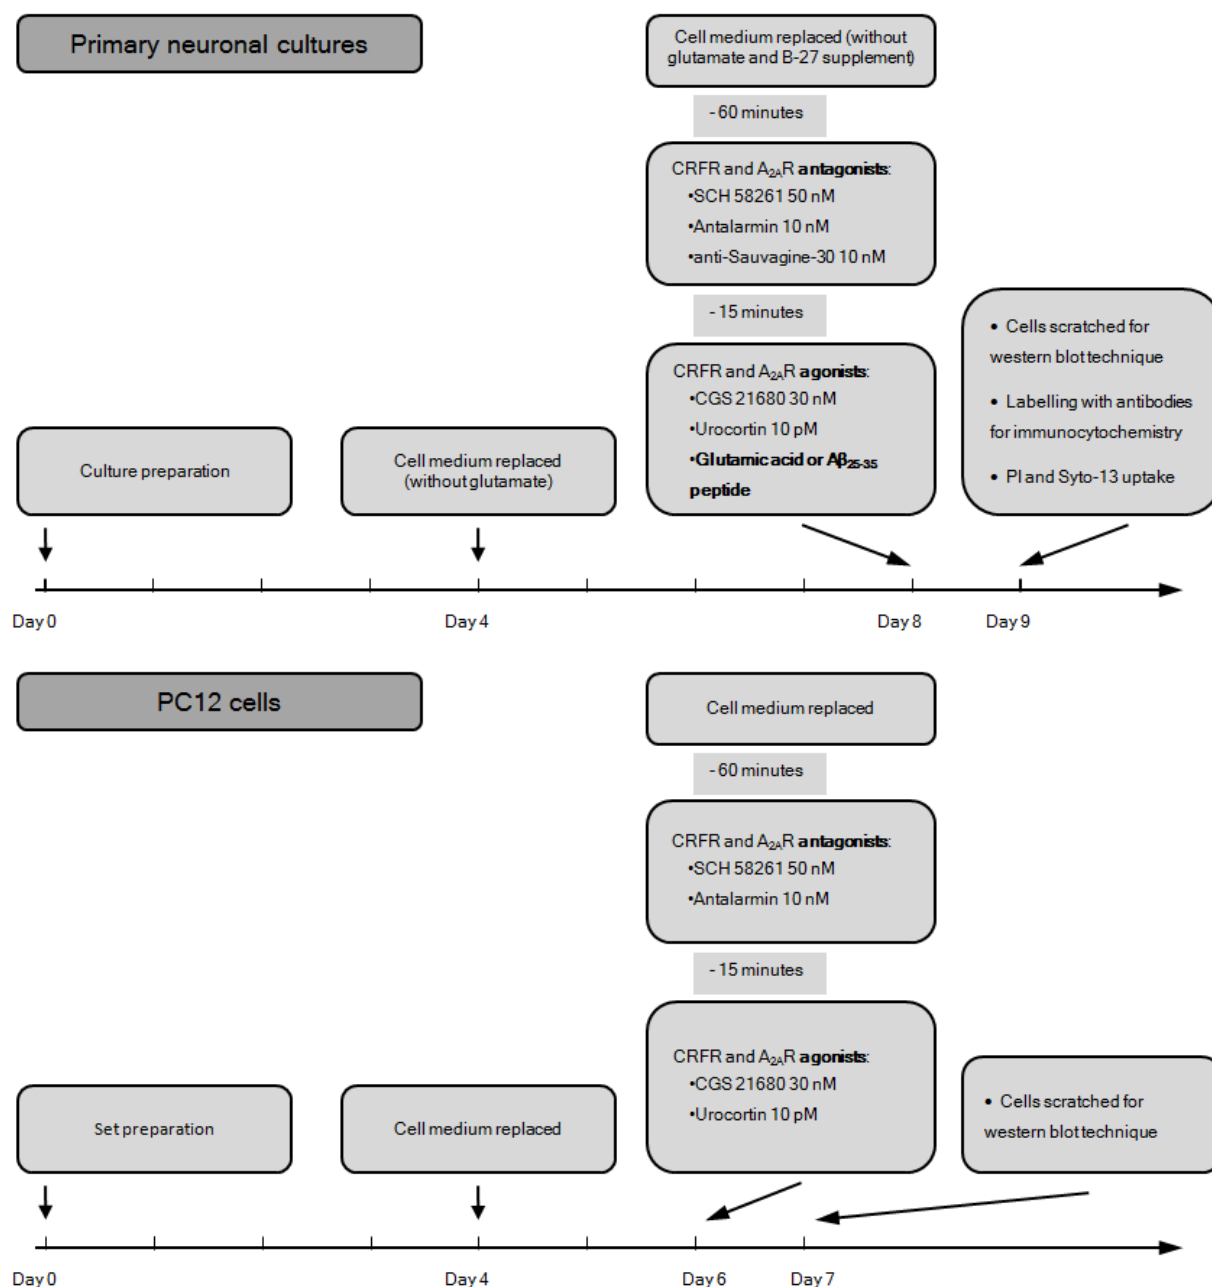 Primary neuronal cultures
Cell medium replaced (without
glutamate and B-27 supplement)
- 60 minutes
CRFR and A2AR antagonists:
•SCH 58261 50 nM
•Antalarmin 10 nM
•anti-Sauvagine-30 10 nM
- 15 minutes
CRFR and A2AR agonists:
•CGS 21680 30 nM
•Urocortin 10 pM
•Glutamic acid or Aβ25-35
peptide
• Cells scratched for
western blot technique
• Labelling with antibodies
for immunocytochemistry
• PI and Syto-13 uptake
Culture preparation
Cell medium replaced
(without glutamate)
Day 0
Day 4
Day 8
Day 9
PC12 cells
Cell medium replaced
- 60 minutes
CRFR and A2AR antagonists:
•SCH 58261 50 nM
•Antalarmin 10 nM
- 15 minutes
CRFR and A2AR agonists:
•CGS 21680 30 nM
•Urocortin 10 pM
• Cells scratched for
western blot technique
Set preparation
Cell medium replaced
Day 0
Day 4
Day 6
Day 7